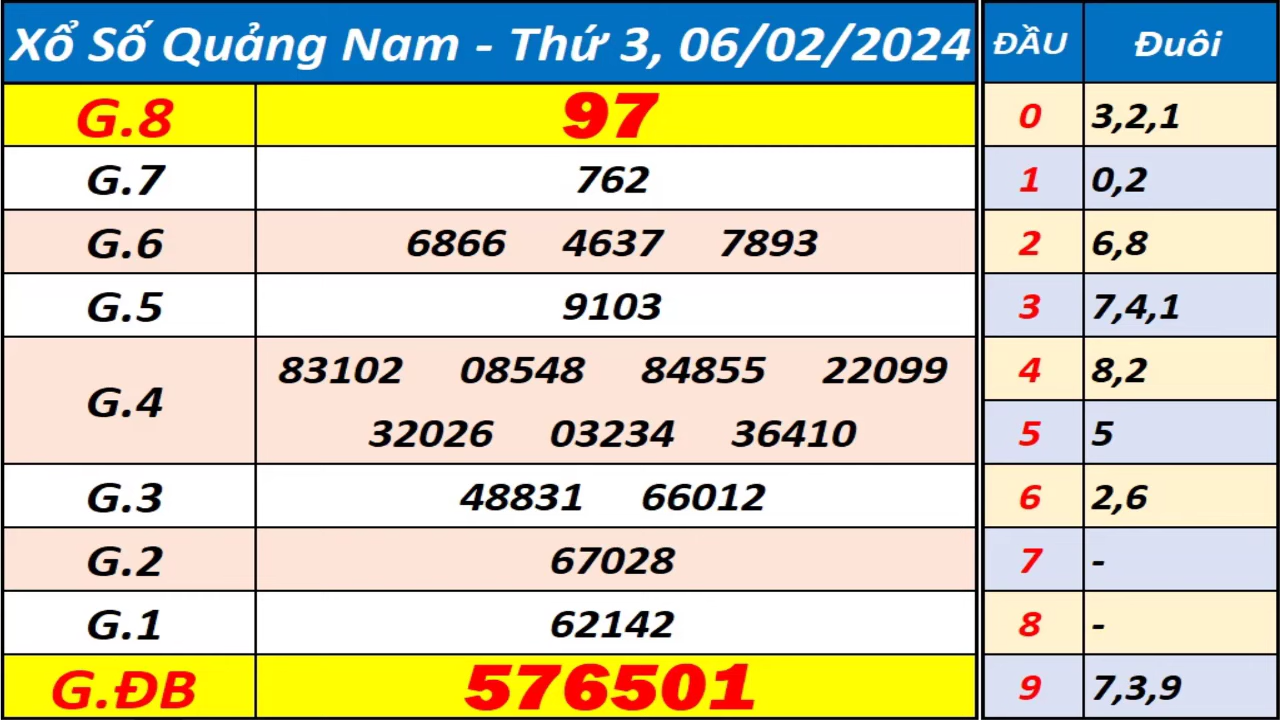 Xổ Số Quảng Nam - Thứ 3, 06/02/2024
G.8 97
G.7 762
G.6 6866 4637 7893
G.5 9103
G.4 83102 08548 84855 22099
32026 03234 36410
G.3 48831 66012
G.2 67028
G.1 62142
G.ĐB 576501
ĐẦU Đuôi
0 3,2,1
1 0,2
2 6,8
3 7,4,1
4 8,2
5 5
6 2,6
7 -
8 -
9 7,3,9